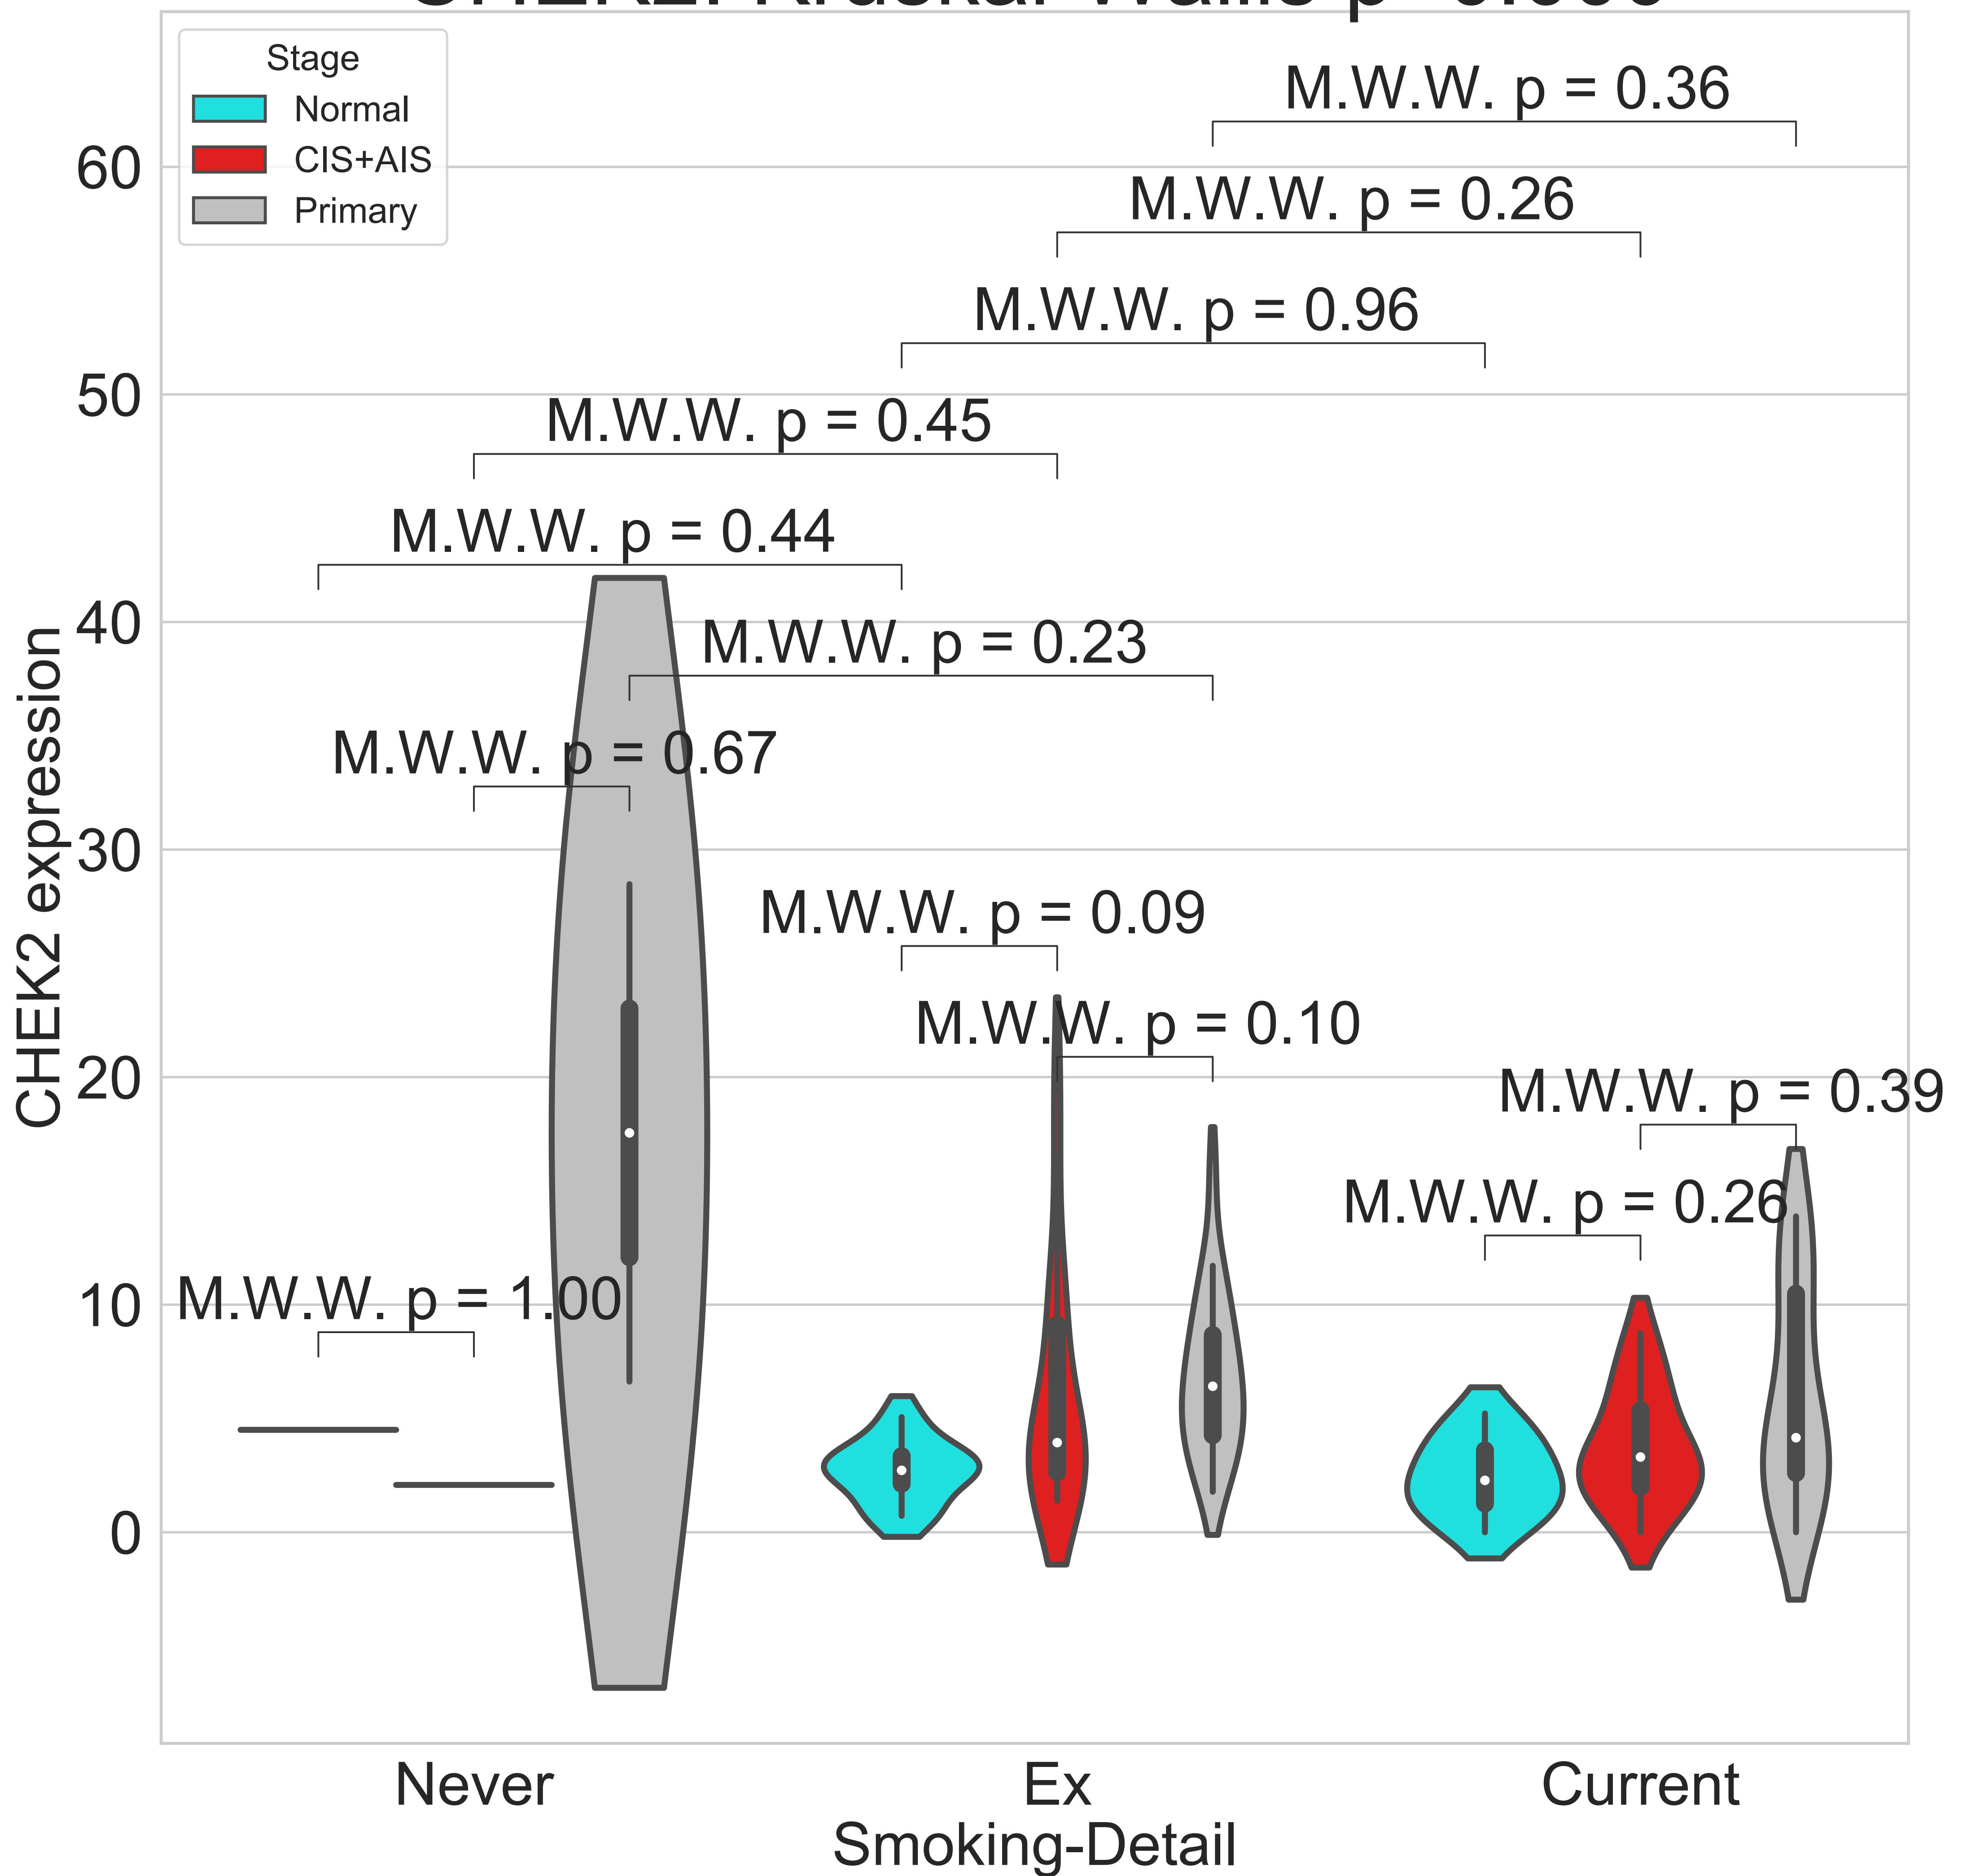 Stage
Normal
CIS+AIS
Primary
M.W.W. p = 0.36
M.W.W. p = 0.26
M.W.W. p = 0.96
M.W.W. p = 0.45
M.W.W. p = 0.44
M.W.W. p = 0.23
M.W.W. p = 0.67
M.W.W. p = 0.09
M.W.W. p = 0.10
M.W.W. p = 0.39
M.W.W. p = 0.26
M.W.W. p = 1.00
CHEK2 expression
60
50
40
30
20
10
0
Never
Ex
Current
Smoking-Detail